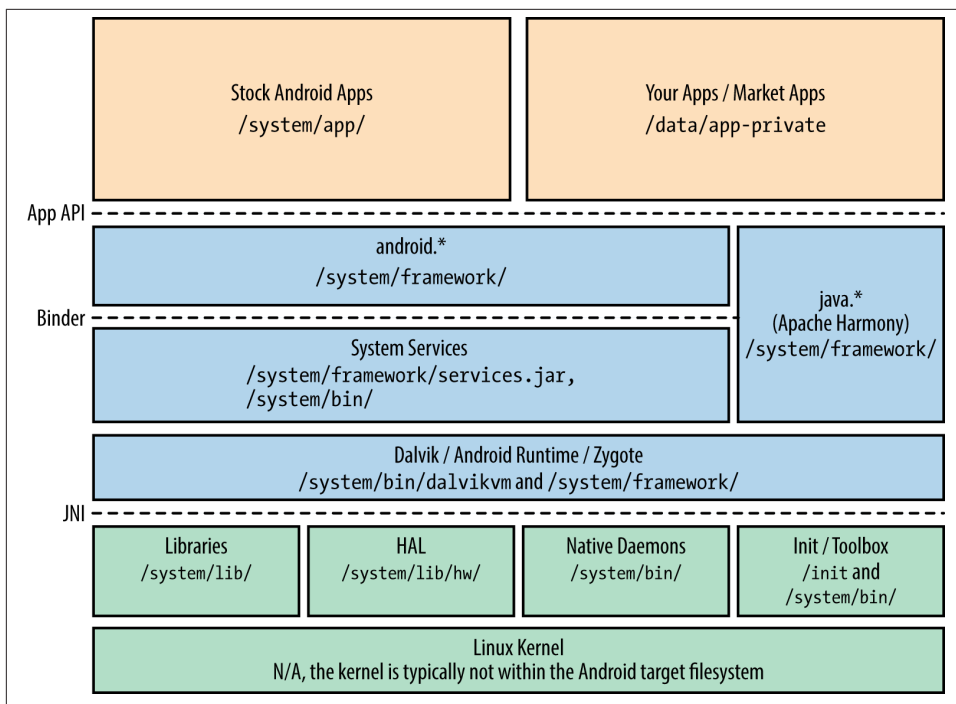 Stock Android Apps
/system/app/
Your Apps / Market Apps
/data/app-private
App API
android.*
/system/framework/
java.*
(Apache Harmony)
/system/framework/
Binder
System Services
/system/framework/services.jar,
/system/bin/
Dalvik / Android Runtime / Zygote
/system/bin/dalvikvm and /system/framework/
JNI
Libraries
/system/lib/
HAL
/system/lib/hw/
Native Daemons
/system/bin/
Init / Toolbox
/init and
/system/bin/
Linux Kernel
N/A, the kernel is typically not within the Android target filesystem